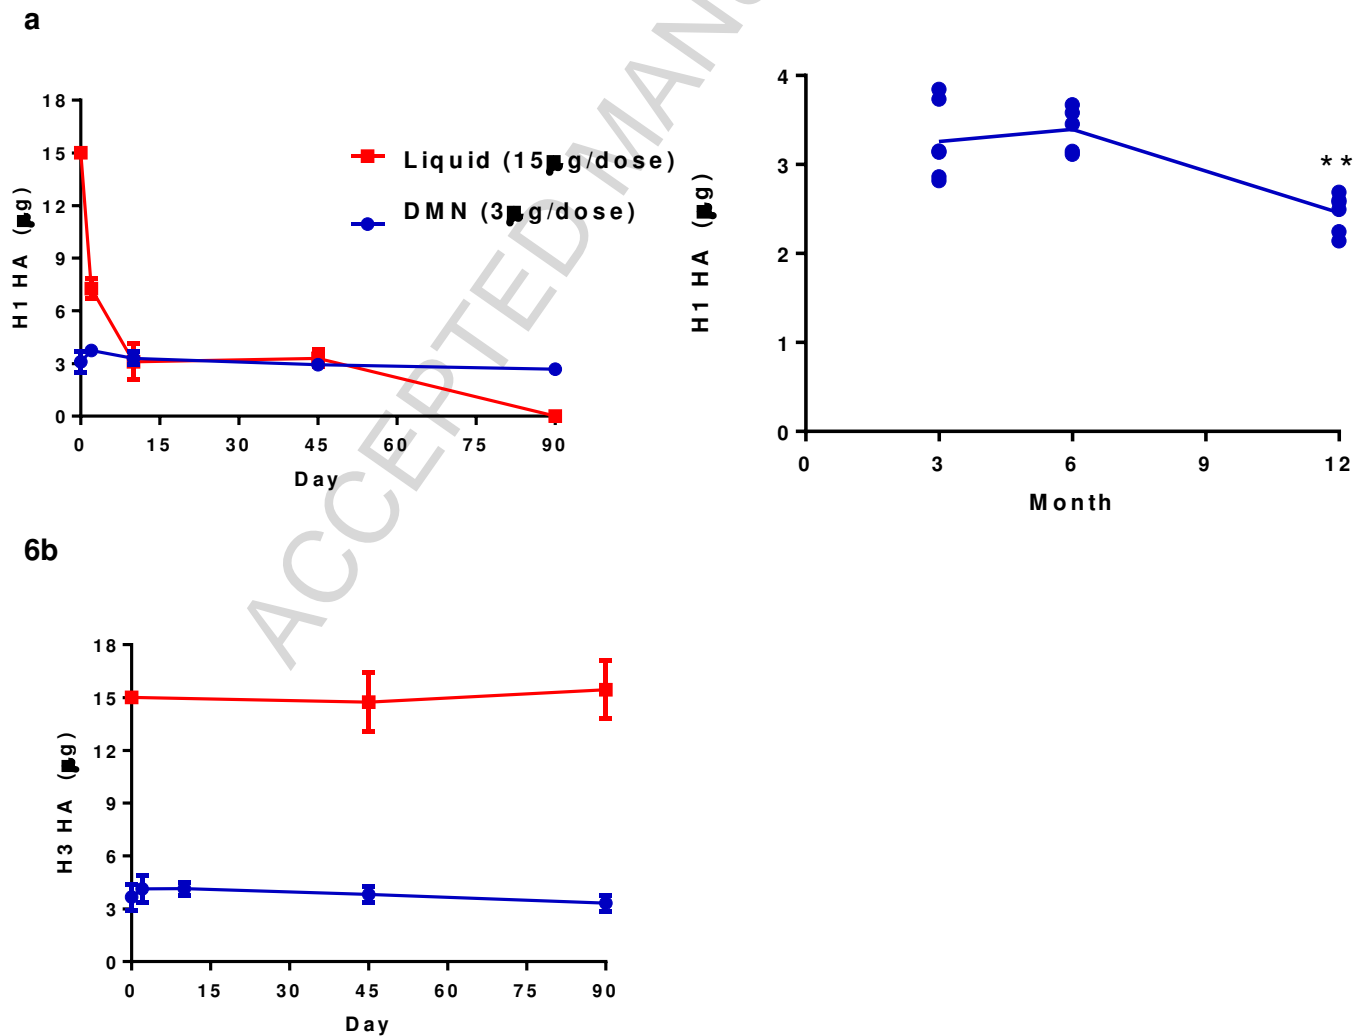 a
18
15
12
9
6
3
0
H1 HA (μg)
0 15 30 45 60 75 90
Day
Liquid (15μg/dose)
DMN (3μg/dose)
4
3
2
1
0
H1 HA (μg)
**
0 3 6 9 12
Month
ACCEPTED MANU
6b
18
15
12
9
6
3
0
H3 HA (μg)
0 15 30 45 60 75 90
Day